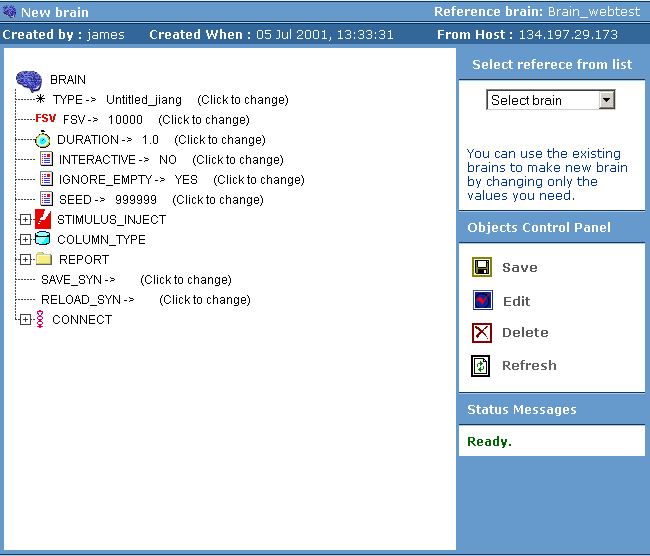 New brain
Reference brain: Brain_webtest
Created by : james Created When : 05 Jul 2001, 13:33:31 From Host : 134.197.29.173
BRAIN
TYPE -> Untitled_jiang (Click to change)
FSV FSV -> 10000 (Click to change)
DURATION -> 1.0 (Click to change)
INTERACTIVE -> NO (Click to change)
IGNORE_EMPTY -> YES (Click to change)
SEED -> 999999 (Click to change)
STIMULUS_INJECT
COLUMN_TYPE
REPORT
SAVE_SYN -> (Click to change)
RELOAD_SYN -> (Click to change)
CONNECT
Select referece from list
Select brain
You can use the existing
brains to make new brain
by changing only the
values you need.
Objects Control Panel
Save
Edit
Delete
Refresh
Status Messages
Ready.